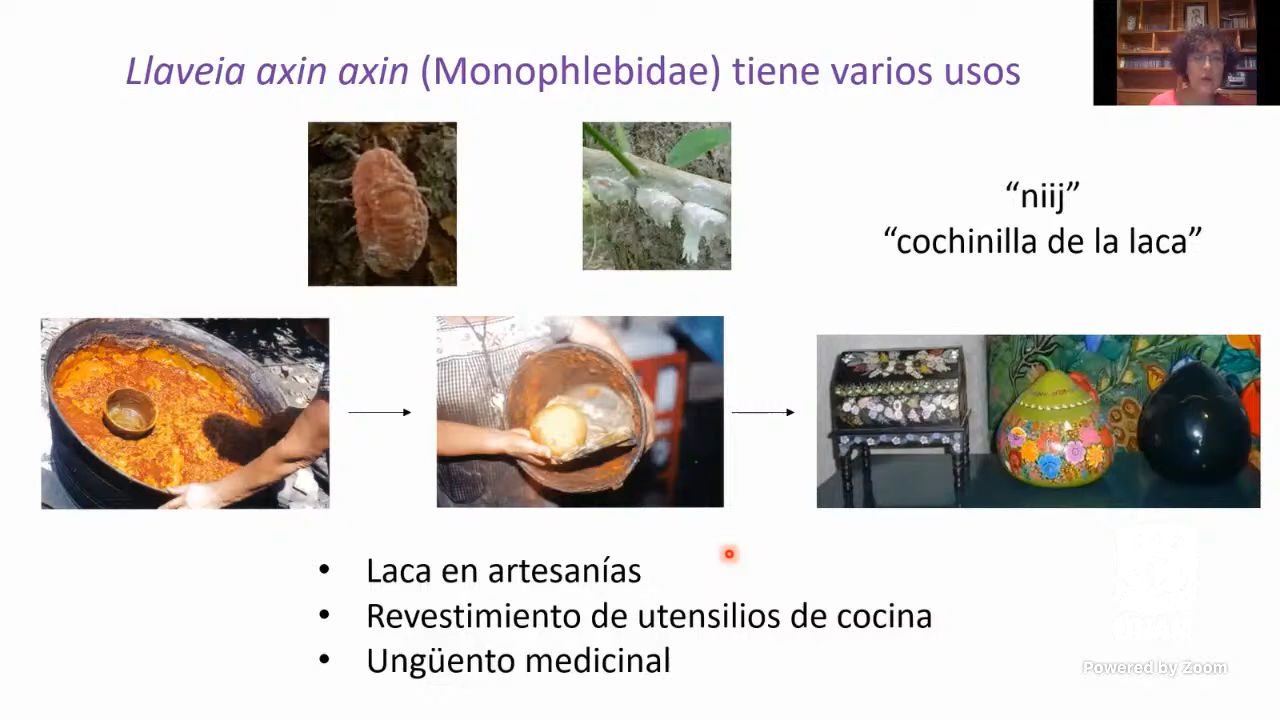 Llaveia axin axin (Monophlebidae) tiene varios usos
“niij”
“cochinilla de la laca”
• Laca en artesanías
• Revestimiento de utensilios de cocina
• Ungüento medicinal
Powered by Zoom